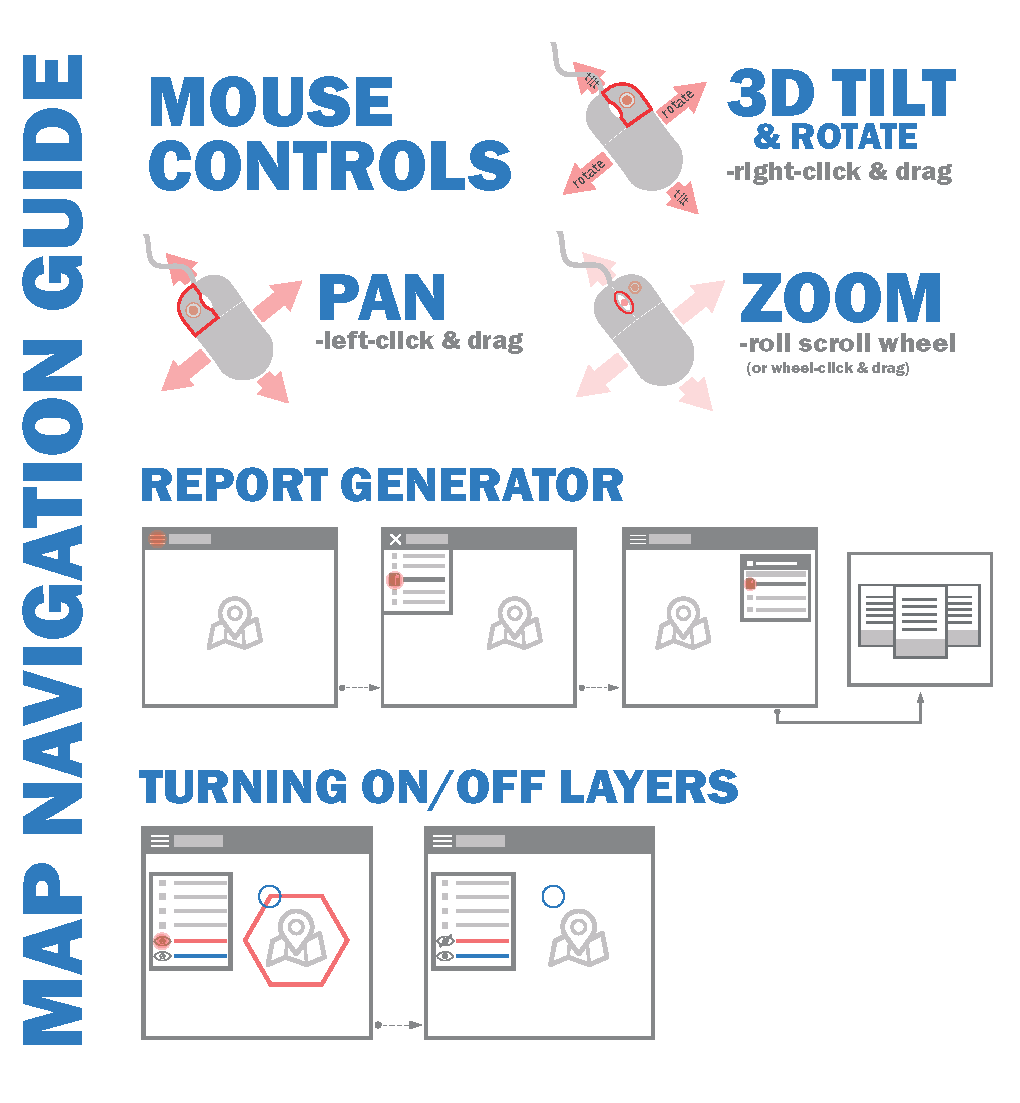 MAP NAVIGATION GUIDE
MOUSE
CONTROLS
tilt
rotate
rotate
tilt
3D TILT
& ROTATE
-right-click & drag
PAN
-left-click & drag
ZOOM
-roll scroll wheel
(or wheel-click & drag)
REPORT GENERATOR
TURNING ON/OFF LAYERS